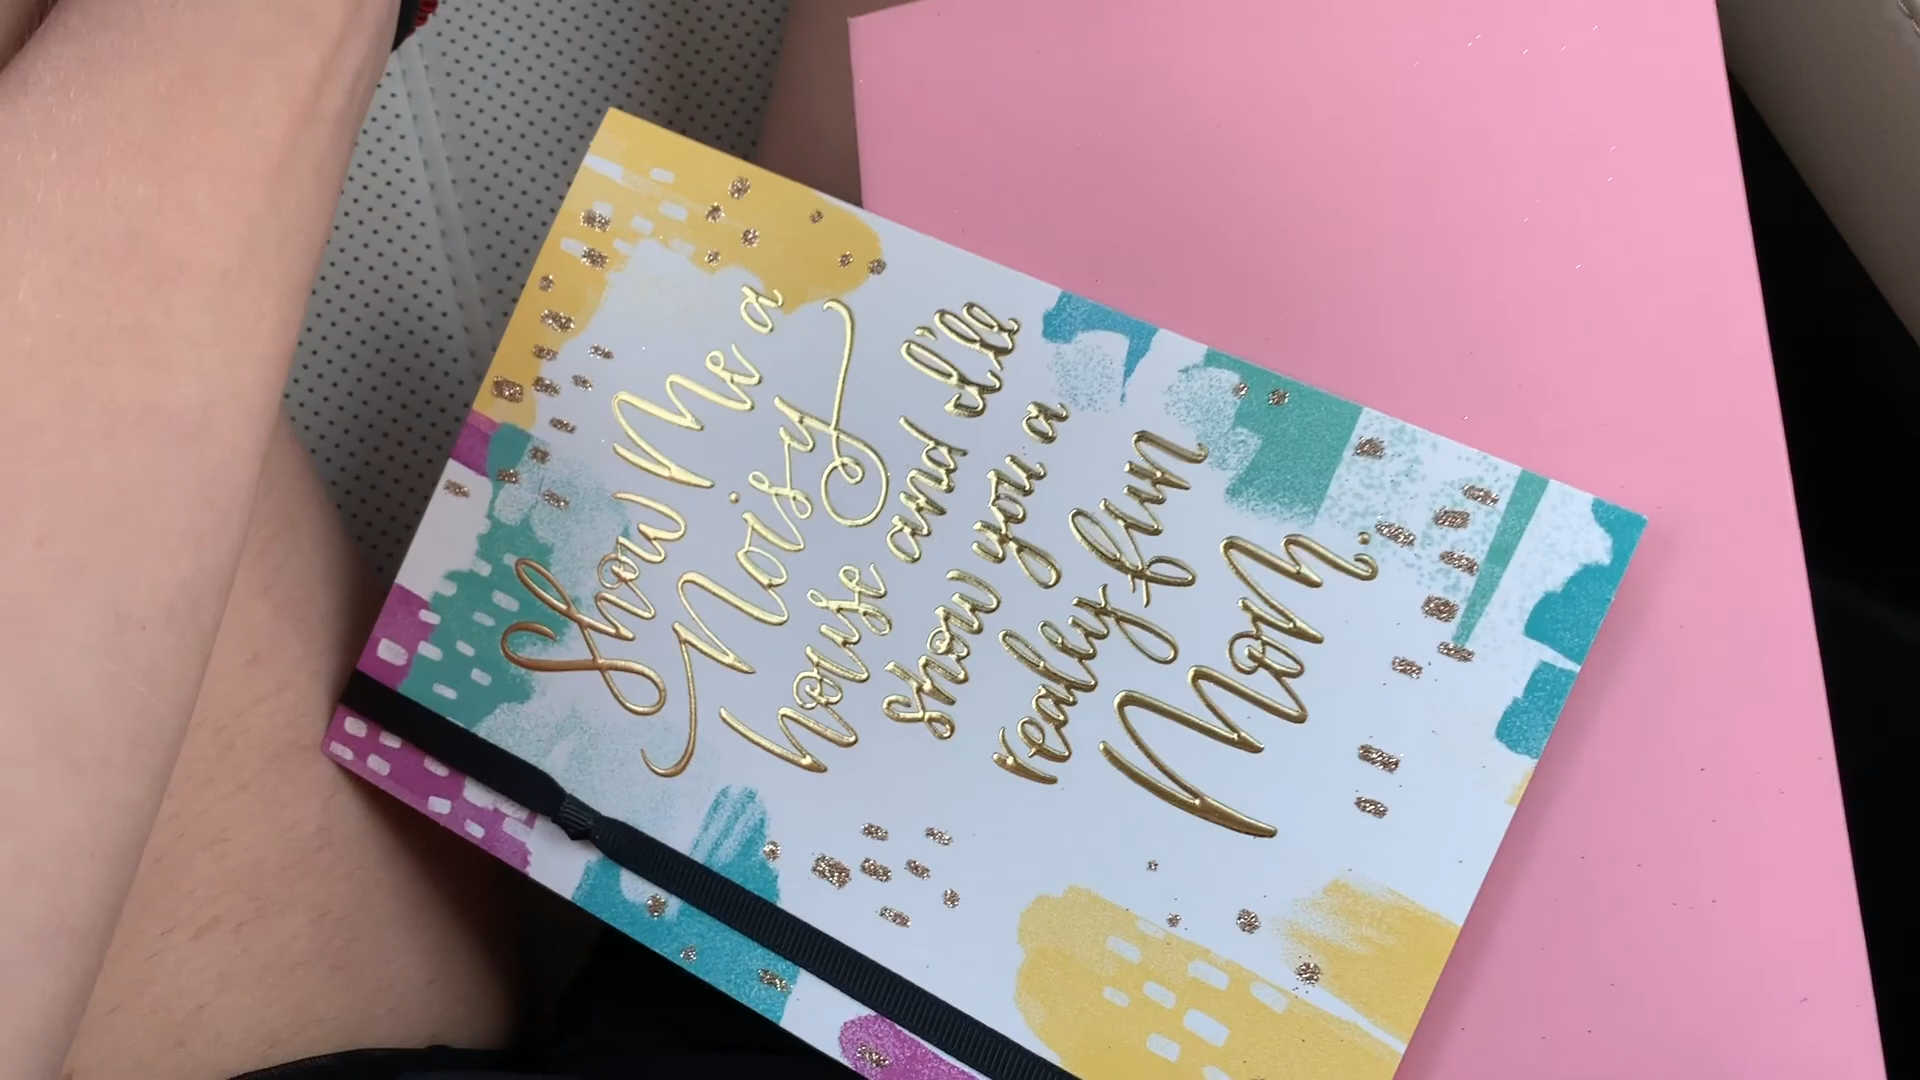 Show Me a
Noisy
house and I'll
show you a
really fun
Mom.